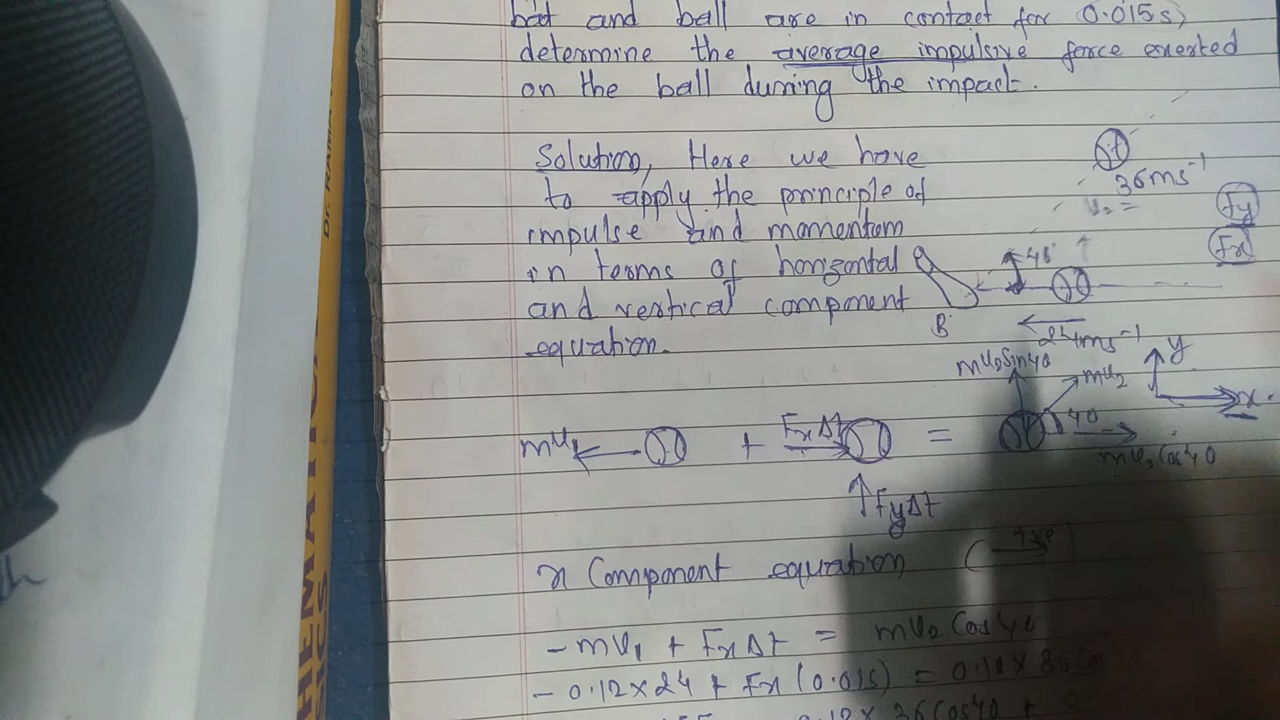 bat and ball are in contact for 0.015s)
determine the average impulsive force exerted
on the ball durning the impact.
Solution, Here we have
to apply the principle of
impulse and momentum
in terms of horizontal
and vertical component
equation.
36ms⁻¹
Fy
Fx
B
24ms⁻¹
mv₂Sin40
mv₂
y
x
40
mv₁ + FxΔt =
mv₂Cos40
FyΔt
x Component equation
-mv₁ + FxΔt = mv₂ Cos40
- 0.12×24 + Fx (0.015) =
0.12 × 36Cos40 +